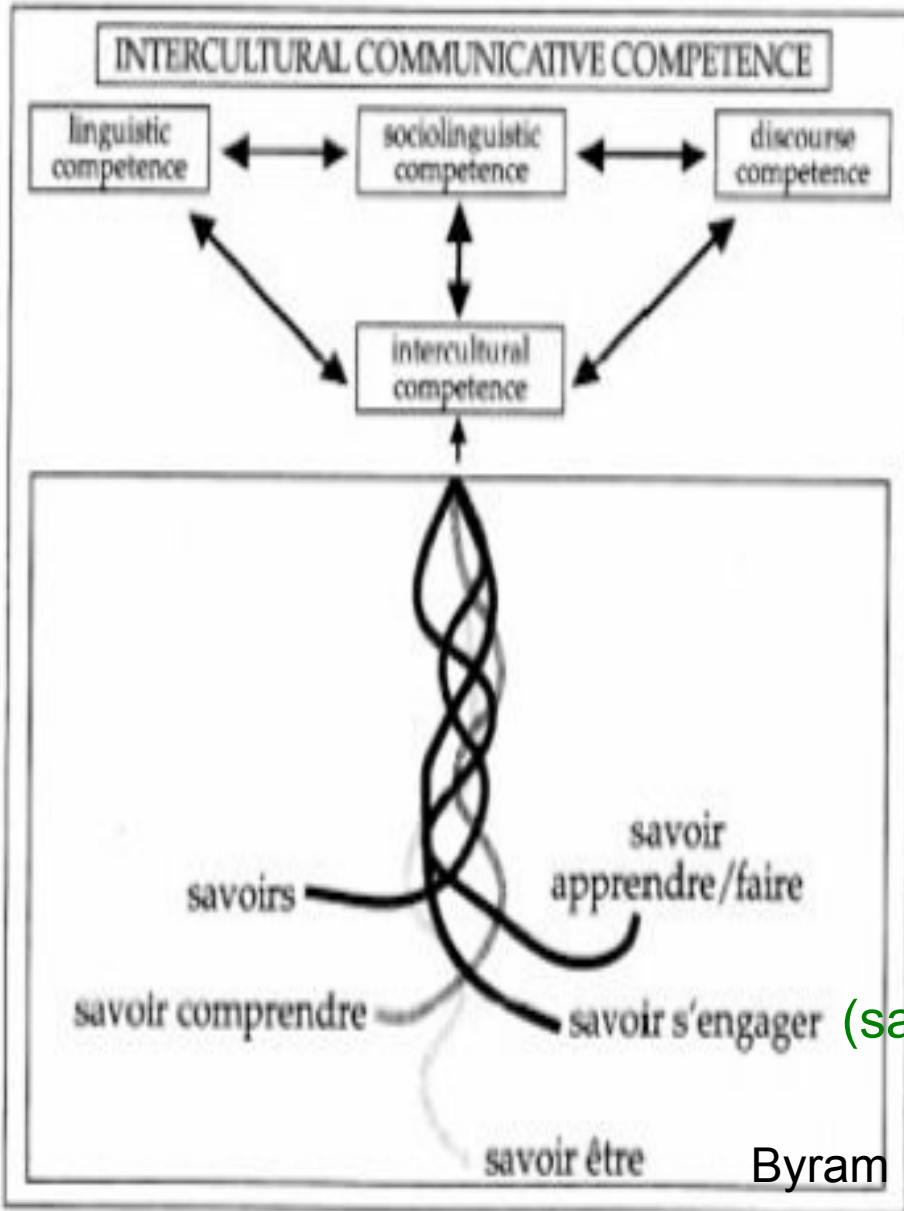 INTERCULTURAL COMMUNICATIVE COMPETENCE
linguistic
competence
sociolinguistic
competence
discourse
competence
intercultural
competence
savoir
apprendre/faire
savoirs
savoir comprendre
savoir s'engager (sa
savoir être
Byram